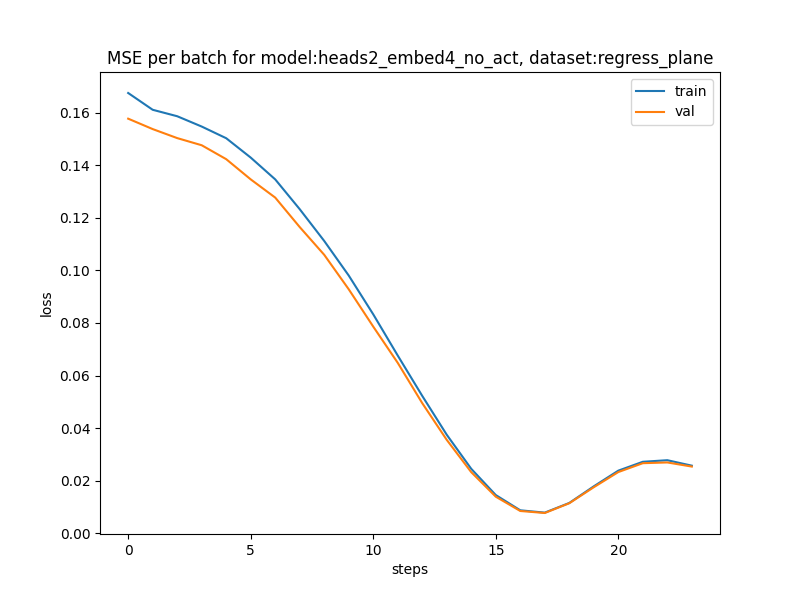 MSE per batch for model:heads2_embed4_no_act, dataset:regress_plane
train
val
0.16
0.14
0.12
0.10
0.08
0.06
0.04
0.02
0.00
loss
0
5
10
15
20
steps